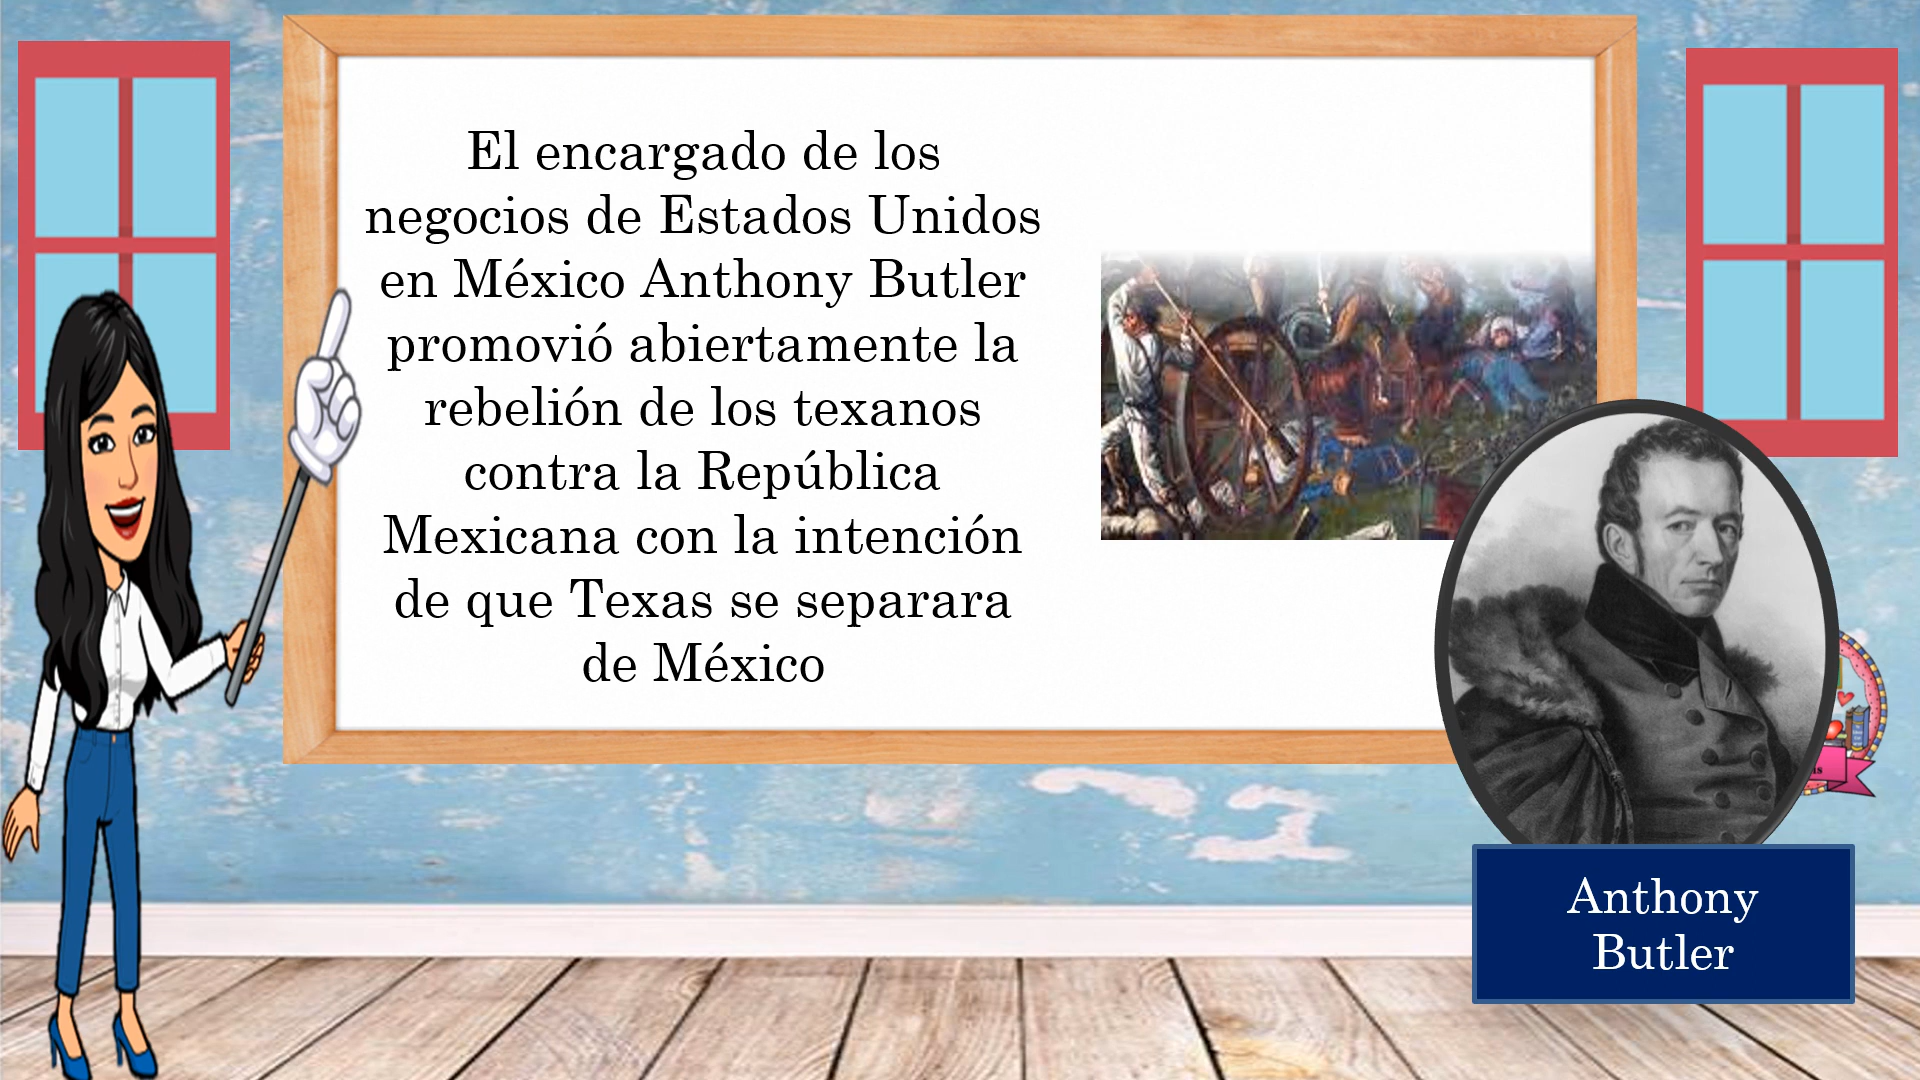 El encargado de los
negocios de Estados Unidos
en México Anthony Butler
promovió abiertamente la
rebelión de los texanos
contra la República
Mexicana con la intención
de que Texas se separara
de México
Anthony
Butler